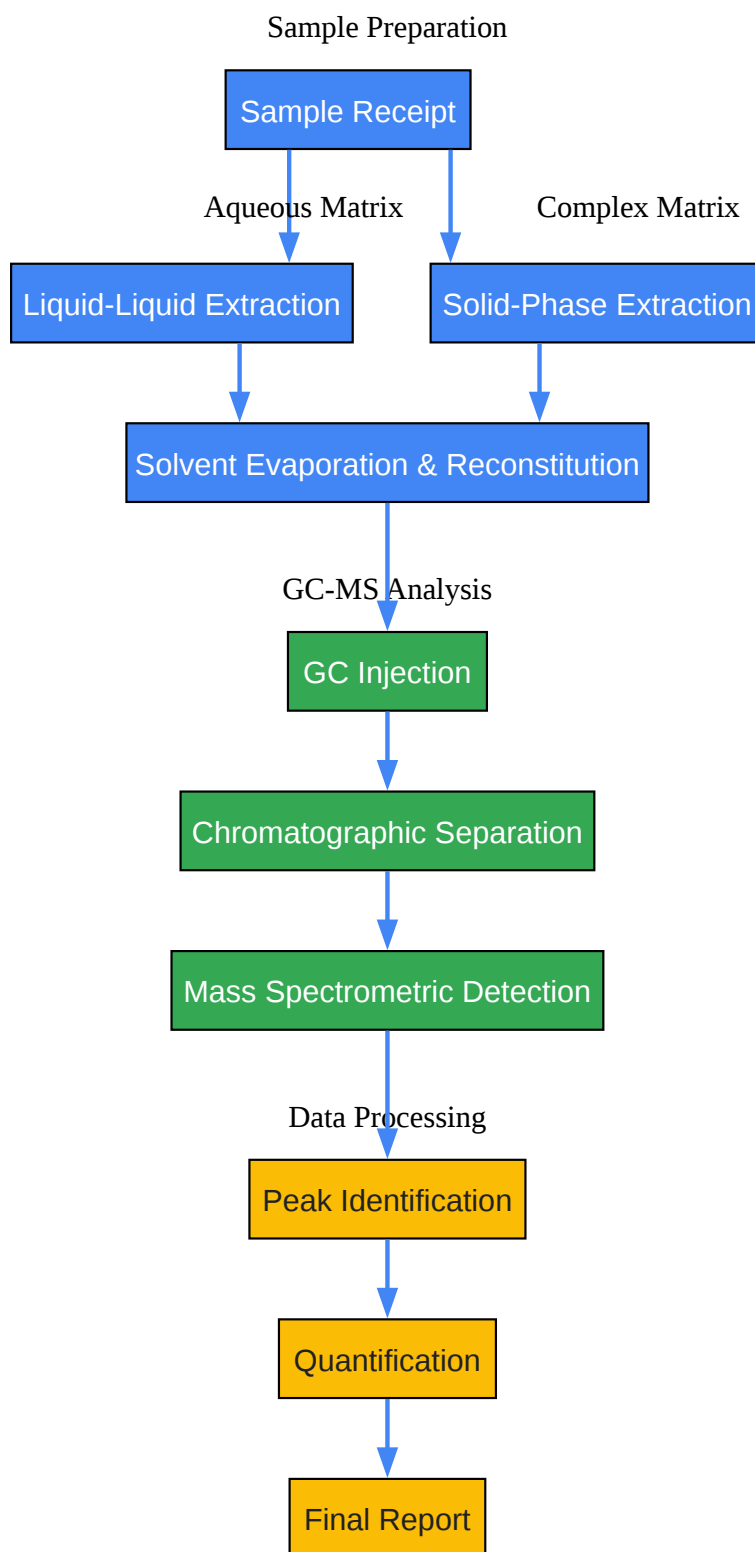 Sample Preparation
Sample Receipt
Aqueous Matrix
Complex Matrix
Liquid-Liquid Extraction
Solid-Phase Extraction
Solvent Evaporation & Reconstitution
GC-MS Analysis
GC Injection
Chromatographic Separation
Mass Spectrometric Detection
Data Processing
Peak Identification
Quantification
Final Report